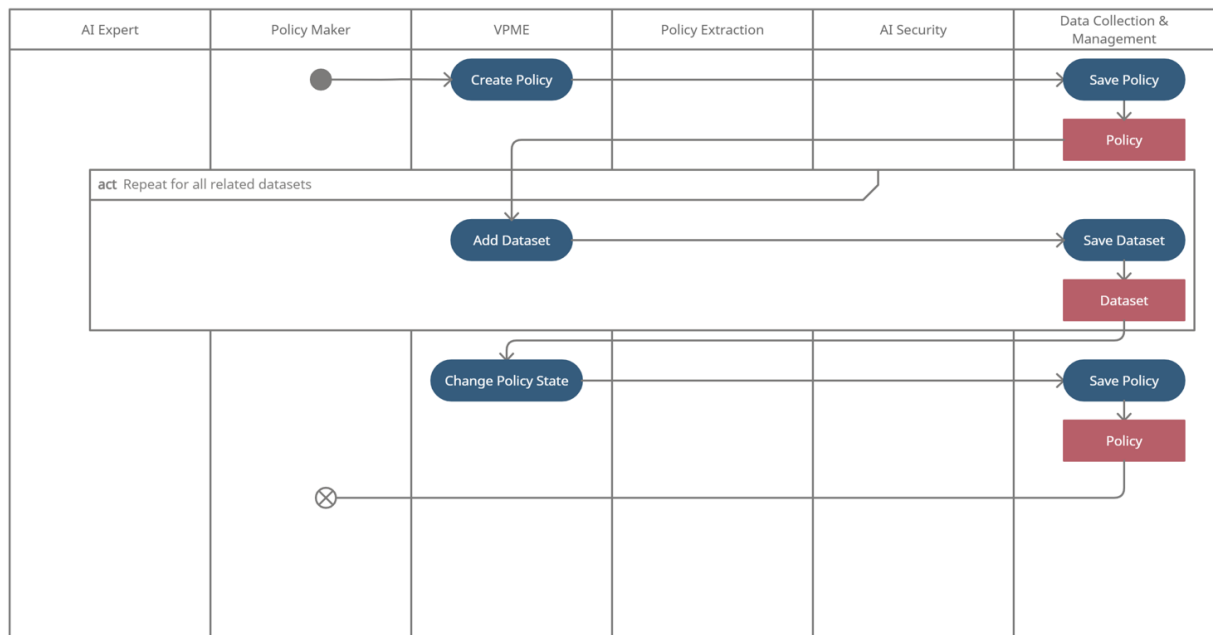 AI Expert
Policy Maker
VPME
Policy Extraction
AI Security
Data Collection &
Management
Create Policy
Save Policy
Policy
act Repeat for all related datasets
Add Dataset
Save Dataset
Dataset
Change Policy State
Save Policy
Policy